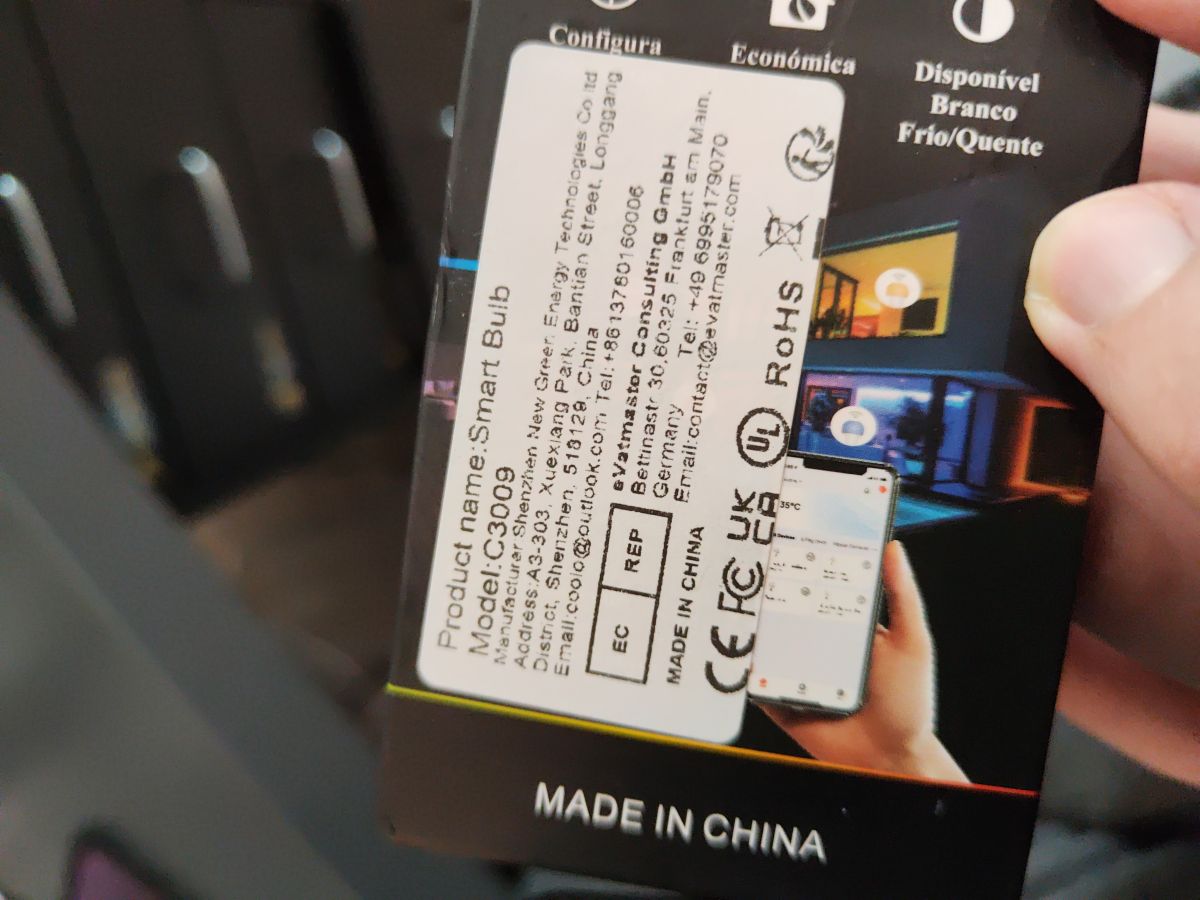 Configura
Económica
Disponível
Branco
Frio/Quente
Product name:Smart Bulb
Model:C3009
Manufacturer Shenzhen New Green Energy Technologies Co ltd
Address:A3-303, Xuexiang Park, Bantian Street, Longgang
District, Shenzhen, 518129, China
Email:coolo@outlook.com Tel:+8613760160006
EC REP
eVatmaster Consulting GmbH
Bettinastr 30,60325 Frankfurt am Main,
Germany Tel: +49 6995179070
Email:contact@evatmaster.com
MADE IN CHINA
CE FC UK CA UL RoHS
35°C
MADE IN CHINA